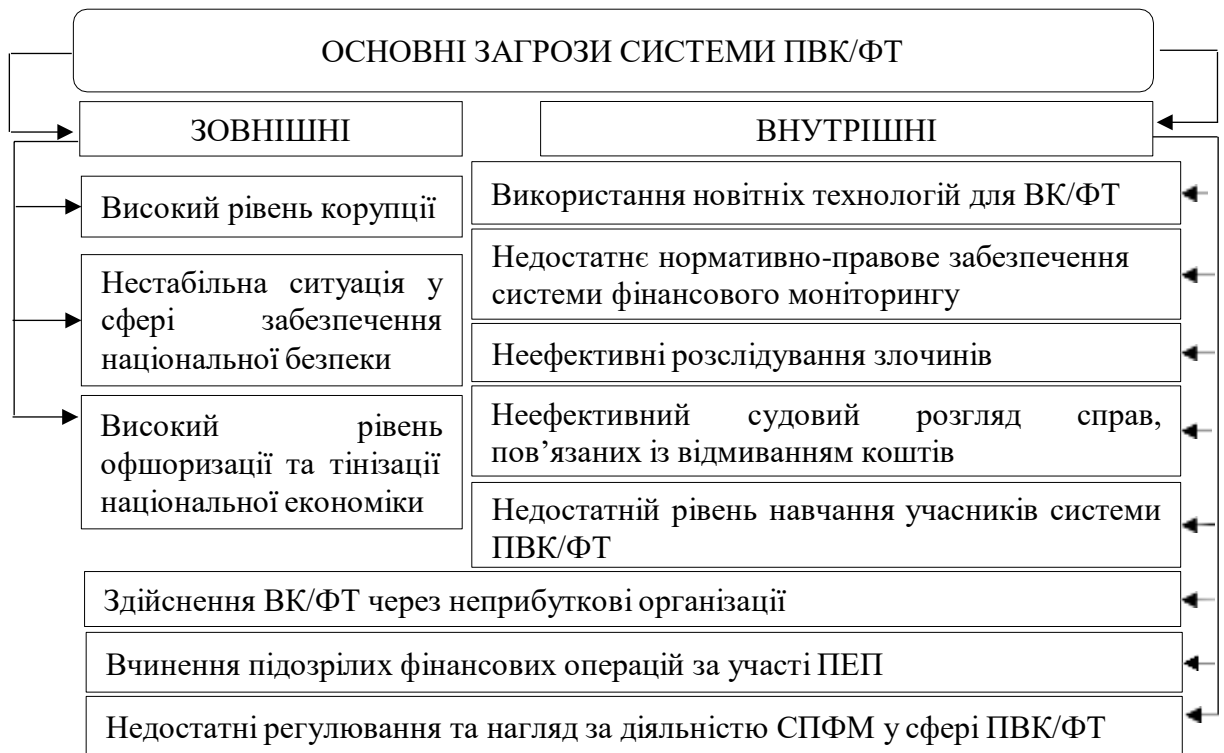 ОСНОВНІ ЗАГРОЗИ СИСТЕМИ ПВК/ФТ
ЗОВНІШНІ
Високий рівень корупції
Нестабільна ситуація у
сфері забезпечення
національної безпеки
Високий рівень
офшоризації та тінізації
національної економіки
ВНУТРІШНІ
Використання новітніх технологій для ВК/ФТ
Недостатнє нормативно-правове забезпечення
системи фінансового моніторингу
Неефективні розслідування злочинів
Неефективний судовий розгляд справ,
пов’язаних із відмиванням коштів
Недостатній рівень навчання учасників системи
ПВК/ФТ
Здійснення ВК/ФТ через неприбуткові організації
Вчинення підозрілих фінансових операцій за участі ПЕП
Недостатні регулювання та нагляд за діяльністю СПФМ у сфері ПВК/ФТ